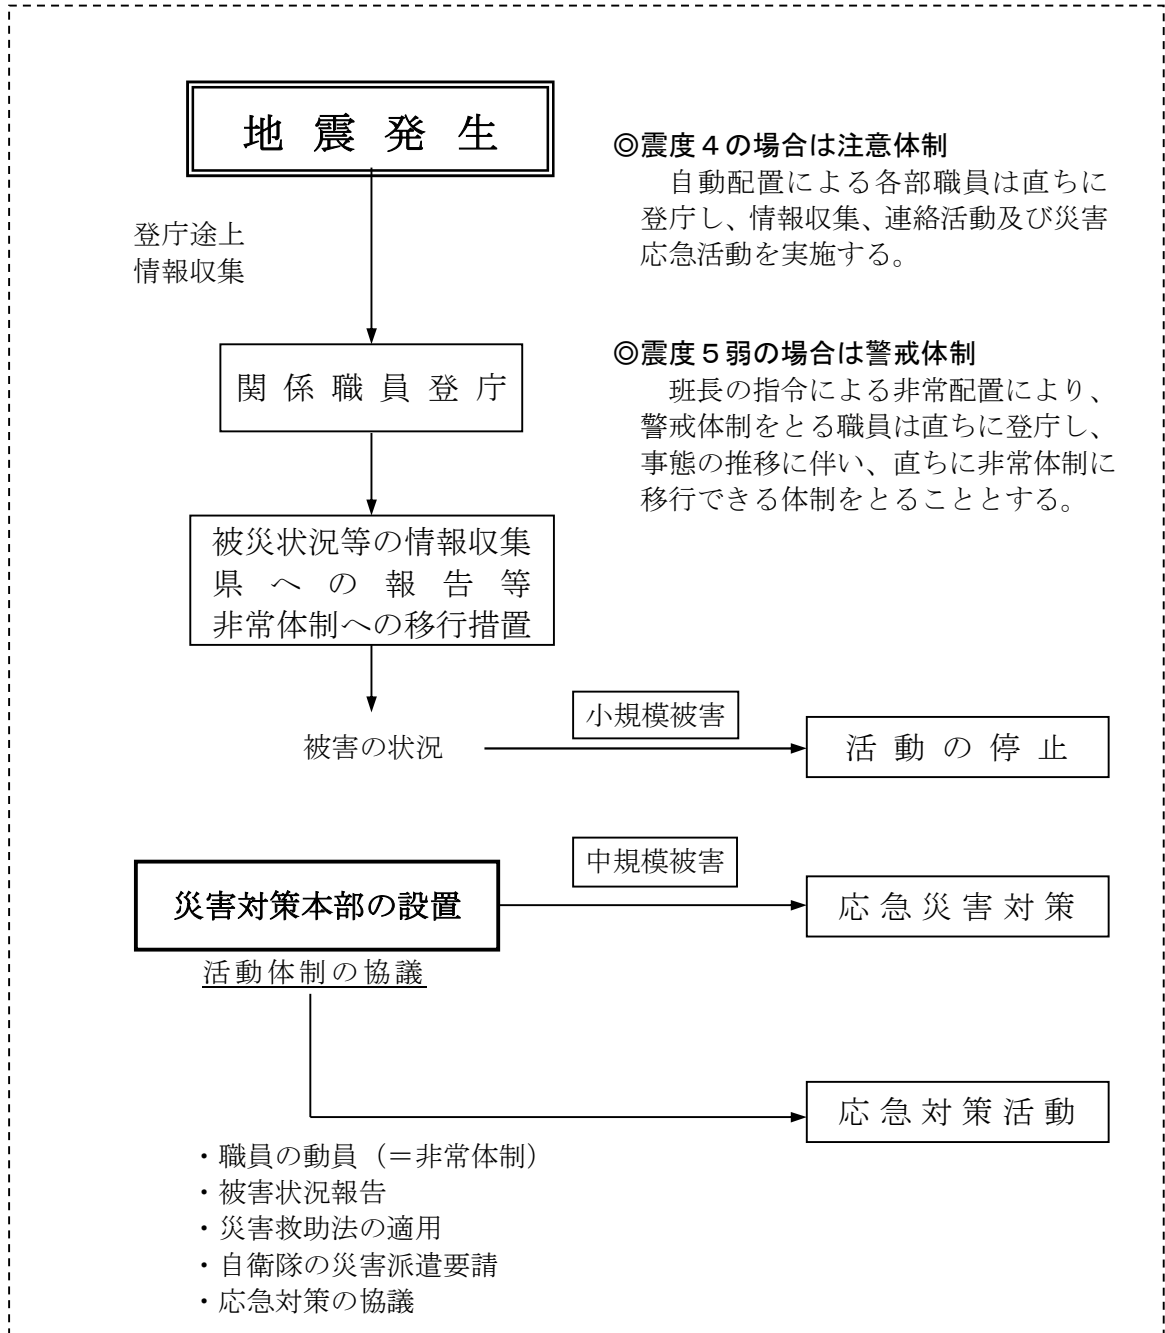 地震発生
◎震度４の場合は注意体制
自動配置による各部職員は直ちに
登庁し、情報収集、連絡活動及び災害
応急活動を実施する。
登庁途上
情報収集
◎震度５弱の場合は警戒体制
班長の指令による非常配置により、
警戒体制をとる職員は直ちに登庁し、
事態の推移に伴い、直ちに非常体制に
移行できる体制をとることとする。
関係職員登庁
被災状況等の情報収集
県への報告等
非常体制への移行措置
小規模被害
被害の状況
活動の停止
中規模被害
災害対策本部の設置
応急災害対策
活動体制の協議
応急対策活動
・職員の動員（＝非常体制）
・被害状況報告
・災害救助法の適用
・自衛隊の災害派遣要請
・応急対策の協議